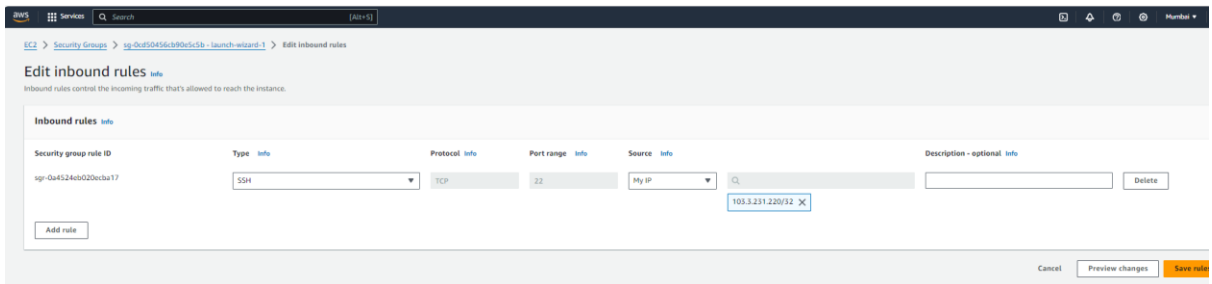 aws Services Search [Alt+S] Mumbai
EC2 > Security Groups > sg-0cd50456cb90e5c5b - launch-wizard-1 > Edit inbound rules
Edit inbound rules Info
Inbound rules control the incoming traffic that's allowed to reach the instance.
Inbound rules Info
Security group rule ID Type Info Protocol Info Port range Info Source Info Description - optional Info
sgr-0a4524eb020ecba17 SSH TCP 22 My IP Delete
103.3.231.220/32
Add rule
Cancel Preview changes Save rules